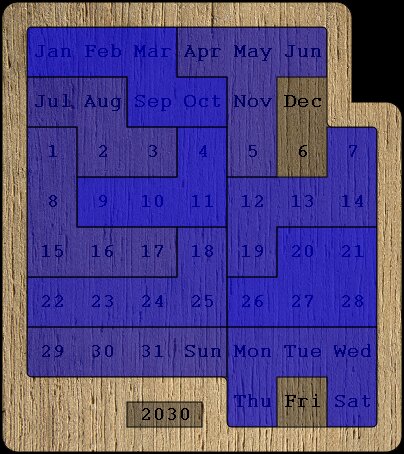 Jan Feb Mar Apr May Jun
Jul Aug Sep Oct Nov Dec
1 2 3 4 5 6 7
8 9 10 11 12 13 14
15 16 17 18 19 20 21
22 23 24 25 26 27 28
29 30 31 Sun Mon Tue Wed
Thu Fri Sat
2030